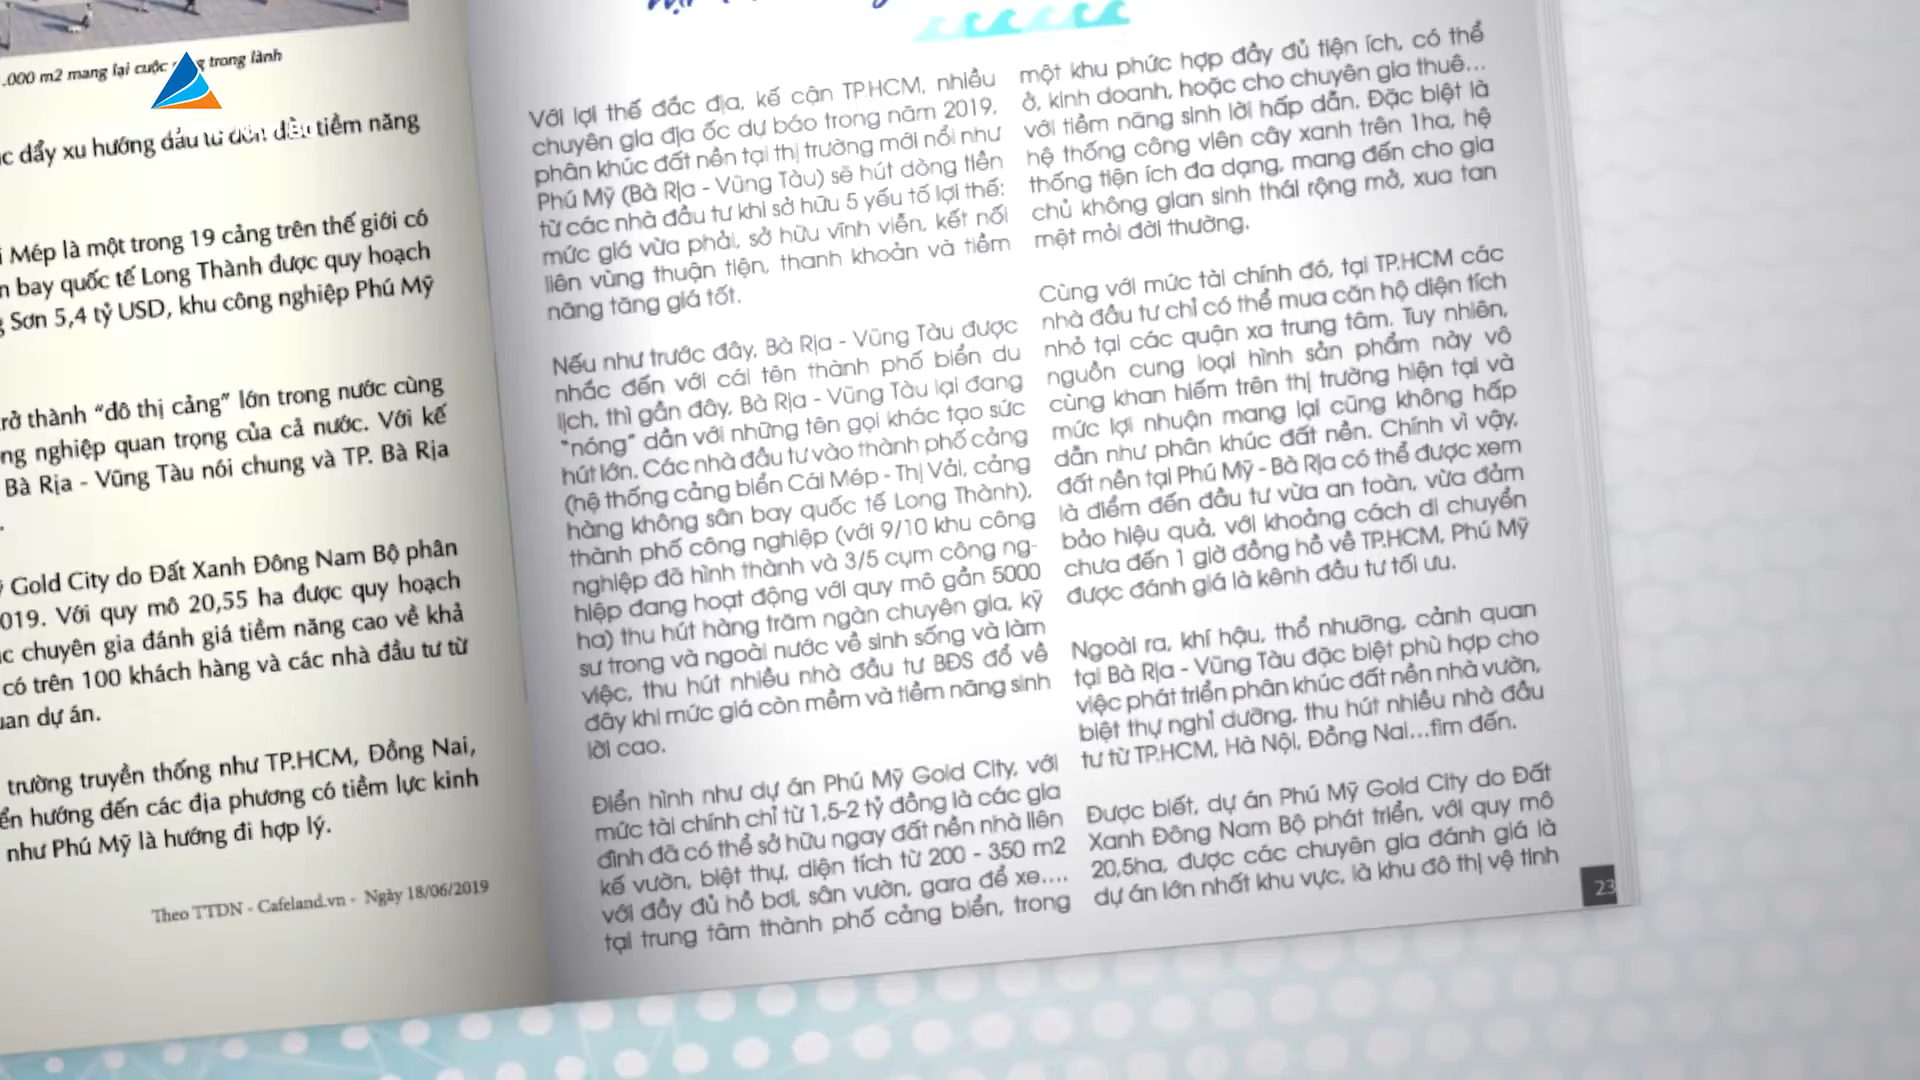 .000 m2 mang lại cuộc sống trong lành
c đẩy xu hướng đầu tư đón đầu tiềm năng
Mép là một trong 19 cảng trên thế giới có
n bay quốc tế Long Thành được quy hoạch
Sơn 5,4 tỷ USD, khu công nghiệp Phú Mỹ
rở thành “đô thị cảng” lớn trong nước cùng
ng nghiệp quan trọng của cả nước. Với kế
Bà Rịa - Vũng Tàu nói chung và TP. Bà Rịa
.
Gold City do Đất Xanh Đông Nam Bộ phân
019. Với quy mô 20,55 ha được quy hoạch
c chuyên gia đánh giá tiềm năng cao về khả
có trên 100 khách hàng và các nhà đầu tư từ
uan dự án.
trường truyền thống như TP.HCM, Đồng Nai,
ển hướng đến các địa phương có tiềm lực kinh
như Phú Mỹ là hướng đi hợp lý.
Theo TTDN - Cafeland.vn - Ngày 18/06/2019
Với lợi thế đắc địa, kế cận TP.HCM, nhiều
chuyên gia địa ốc dự báo trong năm 2019,
phân khúc đất nền tại thị trường mới nổi như
Phú Mỹ (Bà Rịa - Vũng Tàu) sẽ hút dòng tiền
từ các nhà đầu tư khi sở hữu 5 yếu tố lợi thế:
mức giá vừa phải, sở hữu vĩnh viễn, kết nối
liên vùng thuận tiện, thanh khoản và tiềm
năng tăng giá tốt.
Nếu như trước đây, Bà Rịa - Vũng Tàu được
nhắc đến với cái tên thành phố biển du
lịch, thì gần đây, Bà Rịa - Vũng Tàu lại đang
“nóng” dần với những tên gọi khác tạo sức
hút lớn. Các nhà đầu tư vào thành phố cảng
(hệ thống cảng biển Cái Mép - Thị Vải, cảng
hàng không sân bay quốc tế Long Thành),
thành phố công nghiệp (với 9/10 khu công
nghiệp đã hình thành và 3/5 cụm công ng-
hiệp đang hoạt động với quy mô gần 5000
ha) thu hút hàng trăm ngàn chuyên gia, kỹ
sư trong và ngoài nước về sinh sống và làm
việc, thu hút nhiều nhà đầu tư BĐS đổ về
đây khi mức giá còn mềm và tiềm năng sinh
lời cao.
Điển hình như dự án Phú Mỹ Gold City, với
mức tài chính chỉ từ 1,5-2 tỷ đồng là các gia
đình đã có thể sở hữu ngay đất nền nhà liên
kế vườn, biệt thự, diện tích từ 200 - 350 m2
với đầy đủ hồ bơi, sân vườn, gara để xe....
tại trung tâm thành phố cảng biển, trong
một khu phức hợp đầy đủ tiện ích, có thể
ở, kinh doanh, hoặc cho chuyên gia thuê...
với tiềm năng sinh lời hấp dẫn. Đặc biệt là
hệ thống công viên cây xanh trên 1ha, hệ
thống tiện ích đa dạng, mang đến cho gia
chủ không gian sinh thái rộng mở, xua tan
mệt mỏi đời thường.
Cùng với mức tài chính đó, tại TP.HCM các
nhà đầu tư chỉ có thể mua căn hộ diện tích
nhỏ tại các quận xa trung tâm. Tuy nhiên,
nguồn cung loại hình sản phẩm này vô
cùng khan hiếm trên thị trường hiện tại và
mức lợi nhuận mang lại cũng không hấp
dẫn như phân khúc đất nền. Chính vì vậy,
đất nền tại Phú Mỹ - Bà Rịa có thể được xem
là điểm đến đầu tư vừa an toàn, vừa đảm
bảo hiệu quả, với khoảng cách di chuyển
chưa đến 1 giờ đồng hồ về TP.HCM, Phú Mỹ
được đánh giá là kênh đầu tư tối ưu.
Ngoài ra, khí hậu, thổ nhưỡng, cảnh quan
tại Bà Rịa - Vũng Tàu đặc biệt phù hợp cho
việc phát triển phân khúc đất nền nhà vườn,
biệt thự nghỉ dưỡng, thu hút nhiều nhà đầu
tư từ TP.HCM, Hà Nội, Đồng Nai...tìm đến.
Được biết, dự án Phú Mỹ Gold City do Đất
Xanh Đông Nam Bộ phát triển, với quy mô
20,5ha, được các chuyên gia đánh giá là
dự án lớn nhất khu vực, là khu đô thị vệ tinh
23